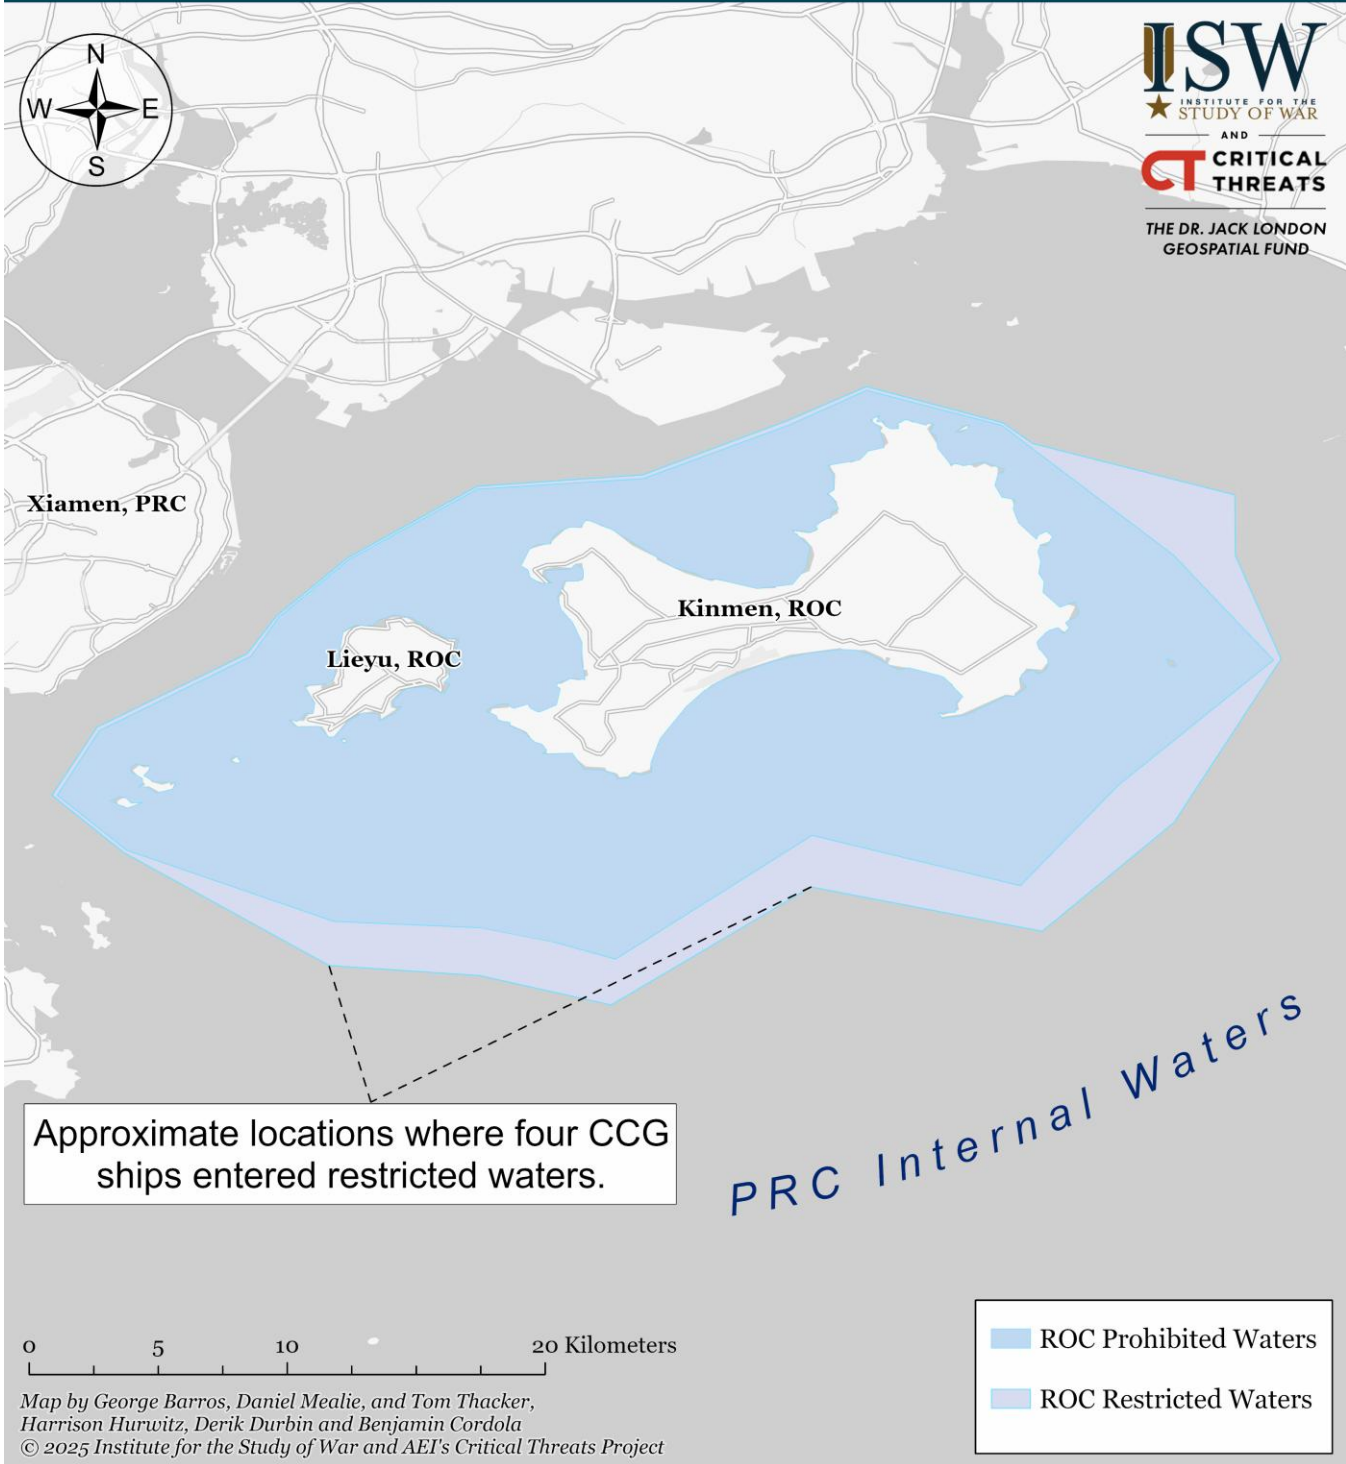 N
W E
S
ISW
INSTITUTE FOR THE
STUDY OF WAR
AND
CT CRITICAL
THREATS
THE DR. JACK LONDON
GEOSPATIAL FUND
Xiamen, PRC
Kinmen, ROC
Lieyu, ROC
Approximate locations where four CCG
ships entered restricted waters.
PRC Internal Waters
0 5 10 20 Kilometers
Map by George Barros, Daniel Mealie, and Tom Thacker,
Harrison Hurwitz, Derik Durbin and Benjamin Cordola
© 2025 Institute for the Study of War and AEI's Critical Threats Project
ROC Prohibited Waters
ROC Restricted Waters